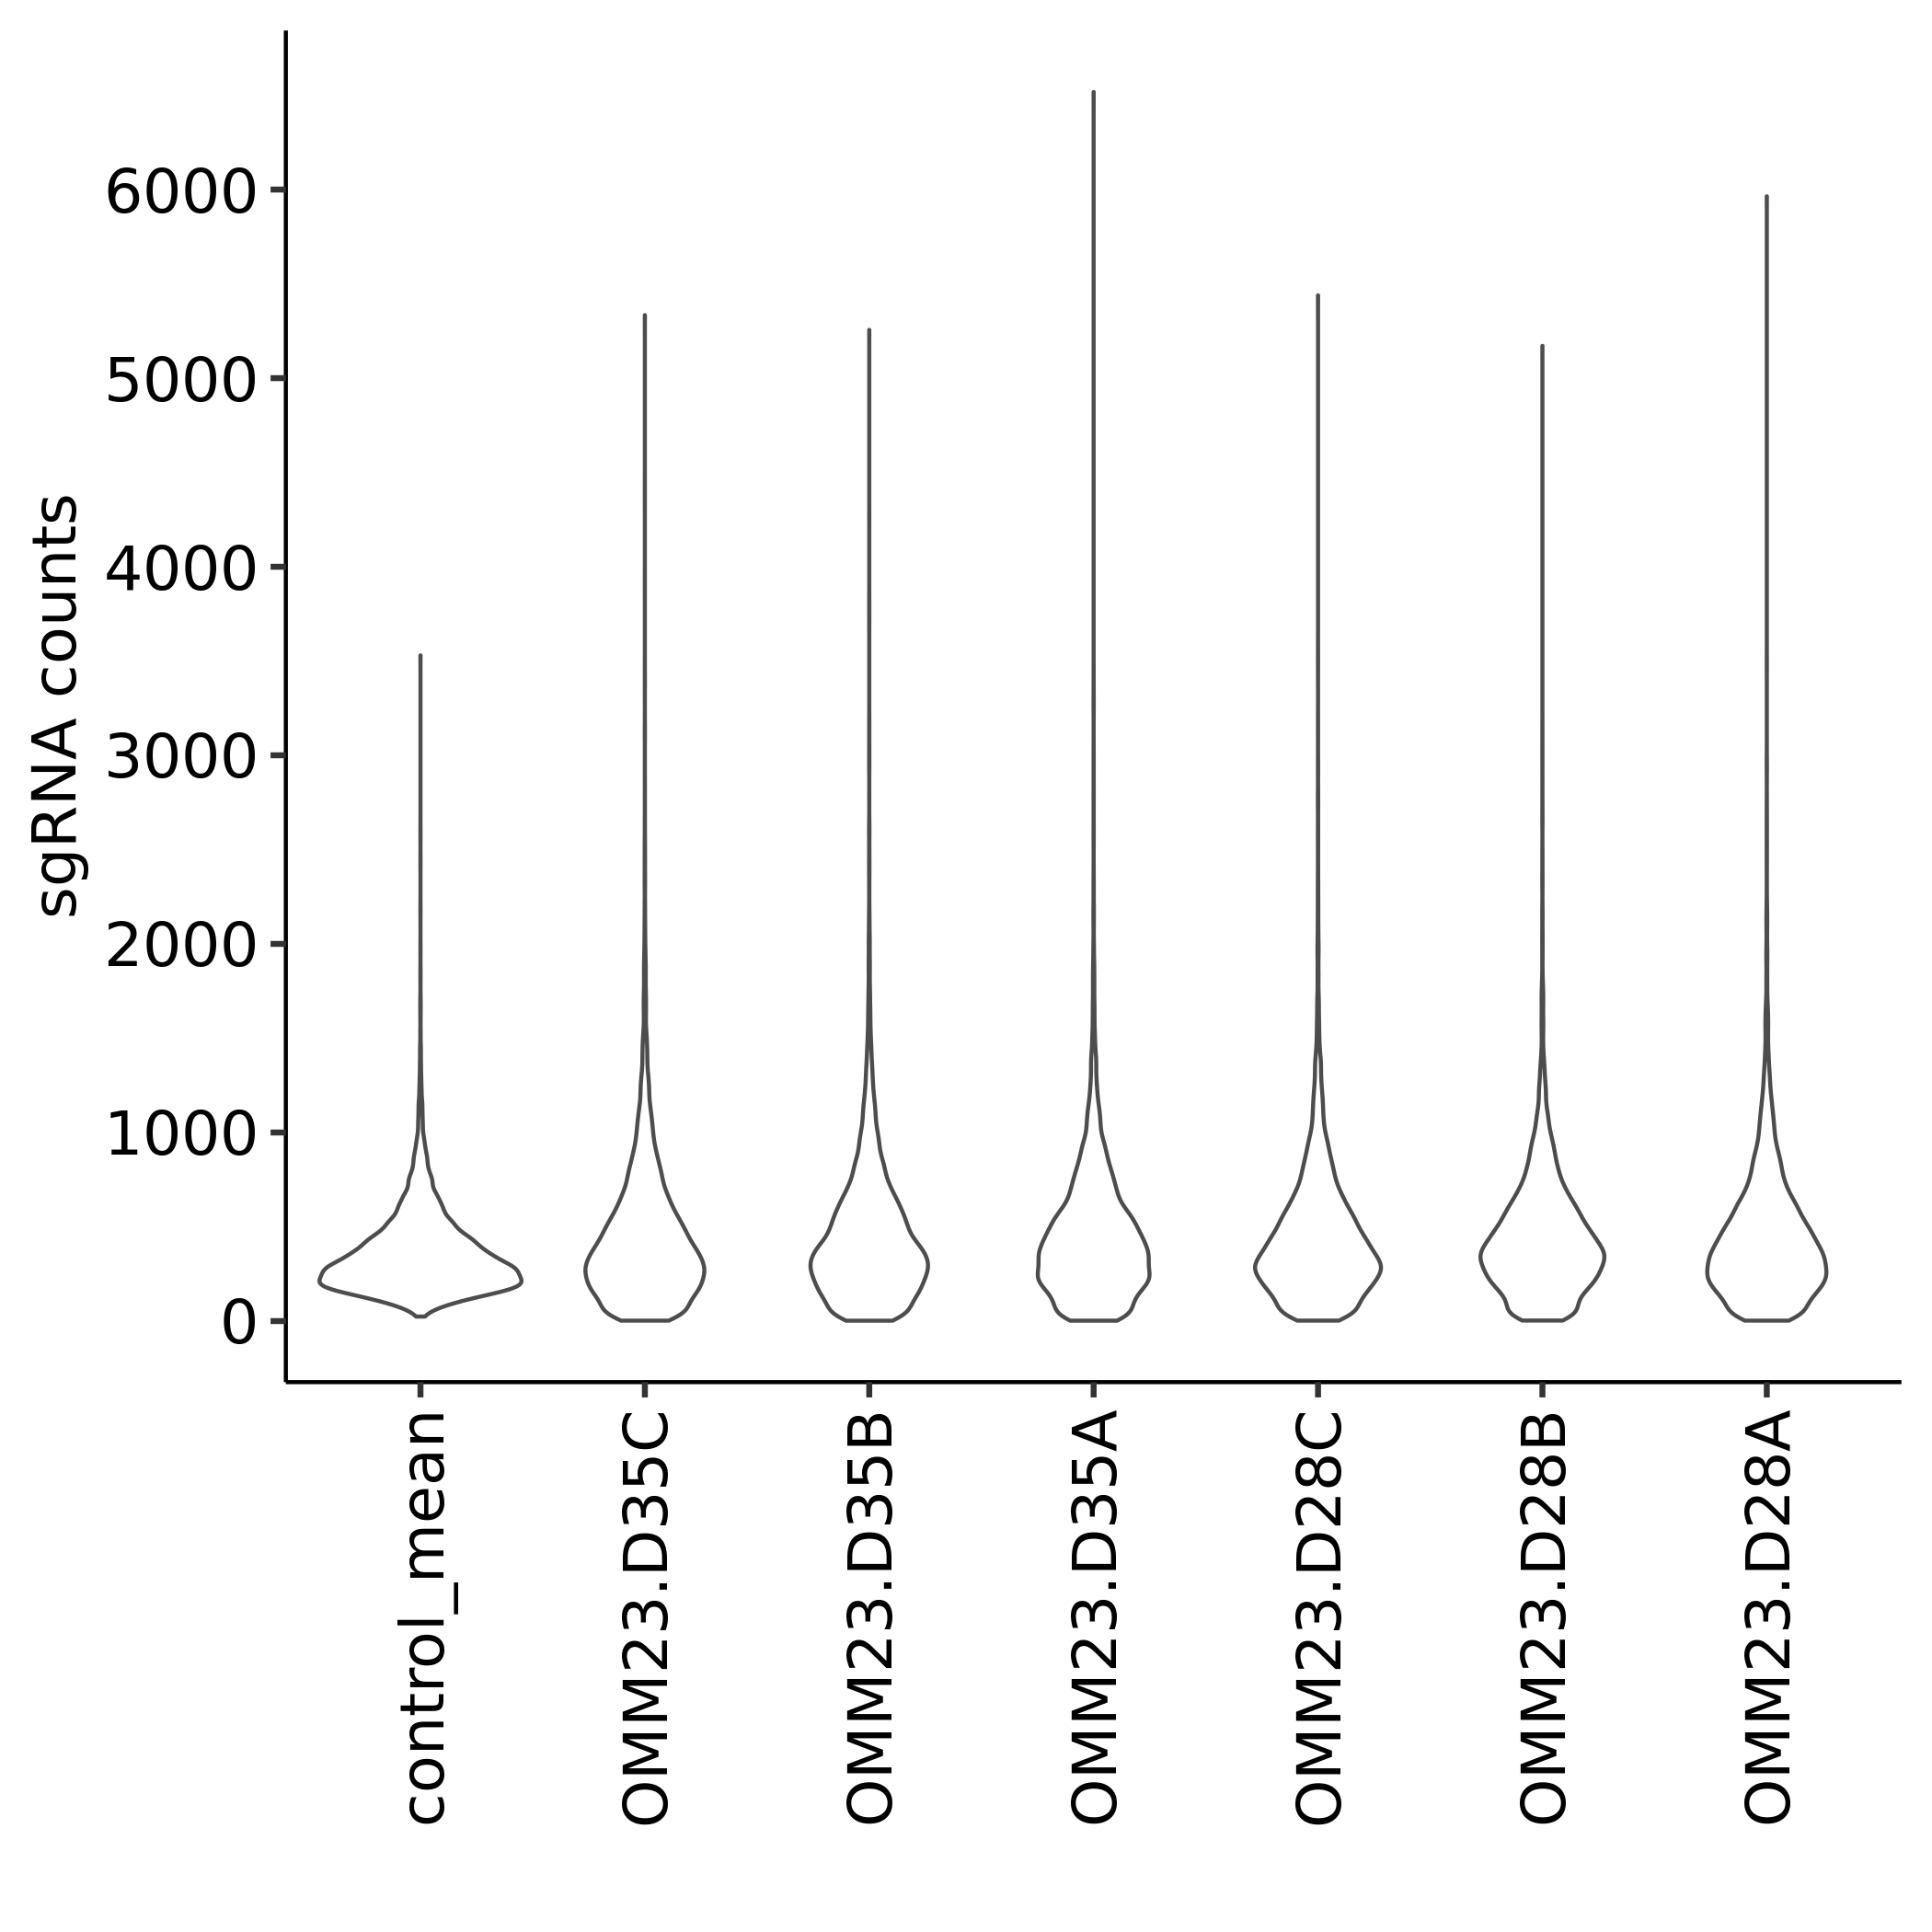 sgRNA counts
6000
5000
4000
3000
2000
1000
0
control_mean
OMM23.D35C
OMM23.D35B
OMM23.D35A
OMM23.D28C
OMM23.D28B
OMM23.D28A